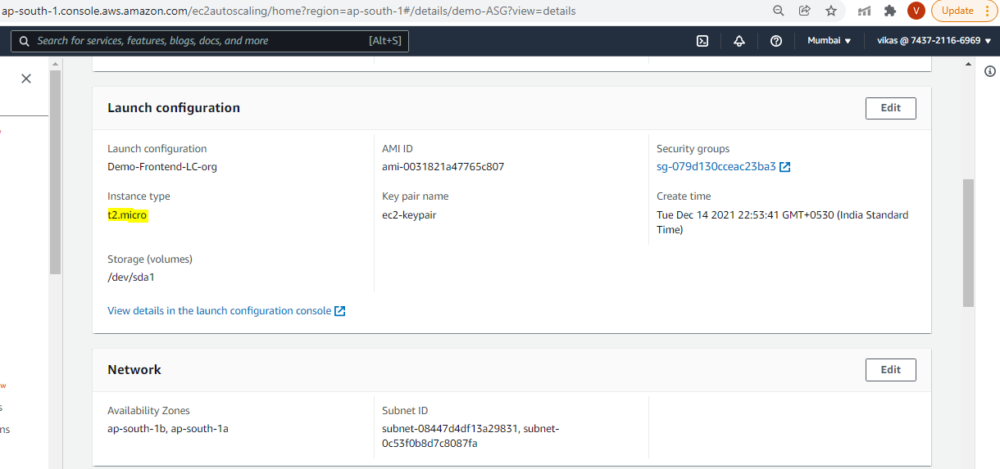 ap-south-1.console.aws.amazon.com/ec2autoscaling/home?region=ap-south-1#/details/demo-ASG?view=details
V
Update
Search for services, features, blogs, docs, and more
[Alt+S]
Mumbai
vikas @ 7437-2116-6969
Launch configuration
Edit
Launch configuration
Demo-Frontend-LC-org
AMI ID
ami-0031821a47765c807
Security groups
sg-079d130cceac23ba3
Instance type
t2.micro
Key pair name
ec2-keypair
Create time
Tue Dec 14 2021 22:53:41 GMT+0530 (India Standard
Time)
Storage (volumes)
/dev/sda1
View details in the launch configuration console
Network
Edit
Availability Zones
ap-south-1b, ap-south-1a
Subnet ID
subnet-08447d4df13a29831, subnet-
0c53f0b8d7c8087fa
w
s
ns